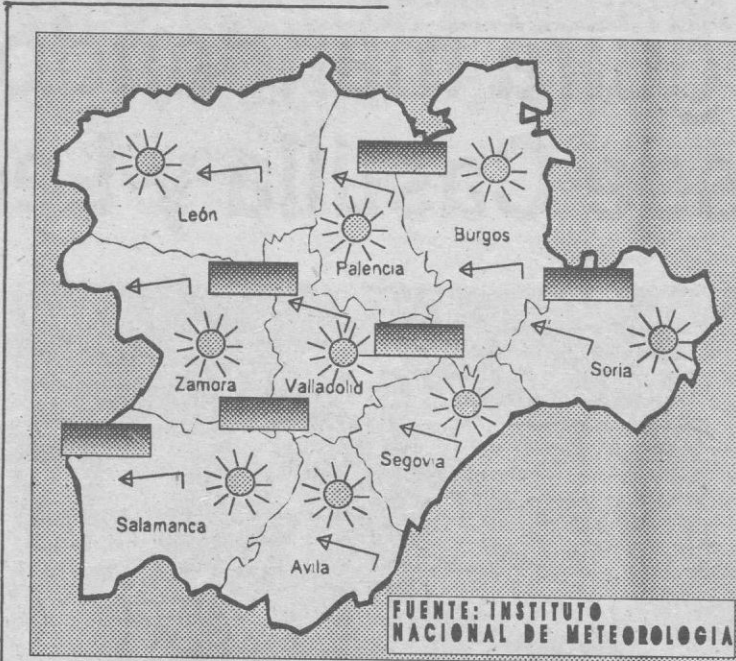 León
Burgos
Palencia
Zamora
Valladolid
Soria
Segovia
Salamanca
Avila
FUENTE: INSTITUTO
NACIONAL DE METEOROLOGIA